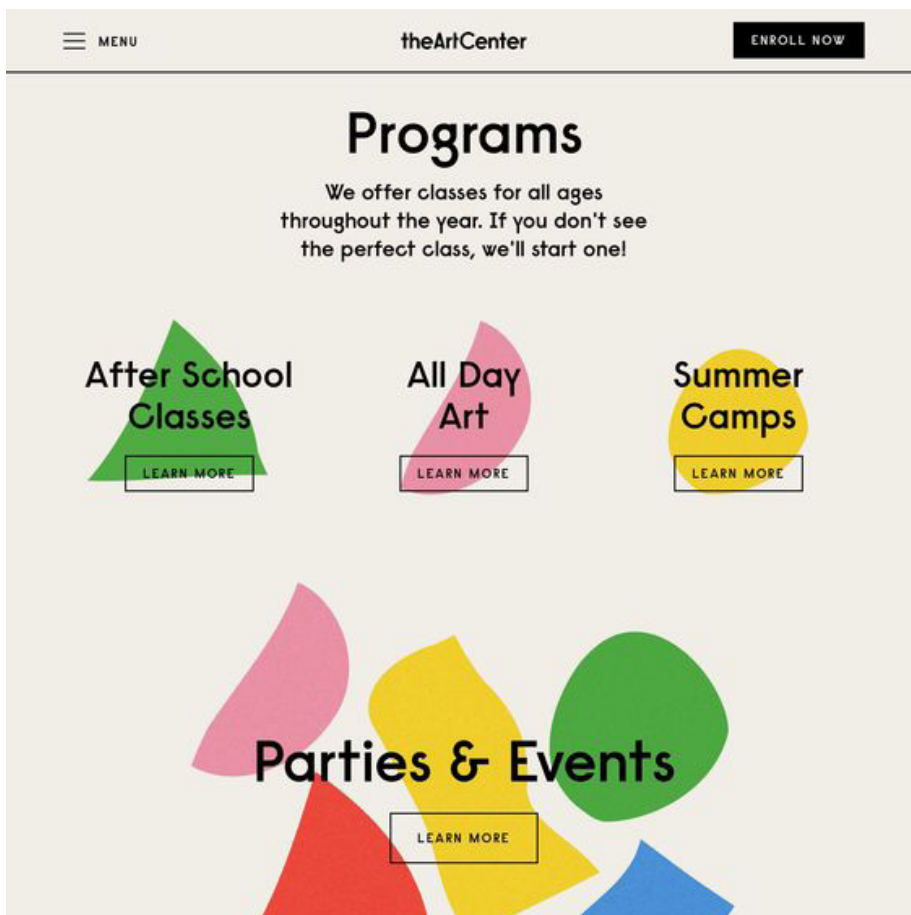 MENU
theArtCenter
ENROLL NOW
Programs
We offer classes for all ages
throughout the year. If you don't see
the perfect class, we'll start one!
After School
Classes
LEARN MORE
All Day
Art
LEARN MORE
Summer
Camps
LEARN MORE
Parties & Events
LEARN MORE